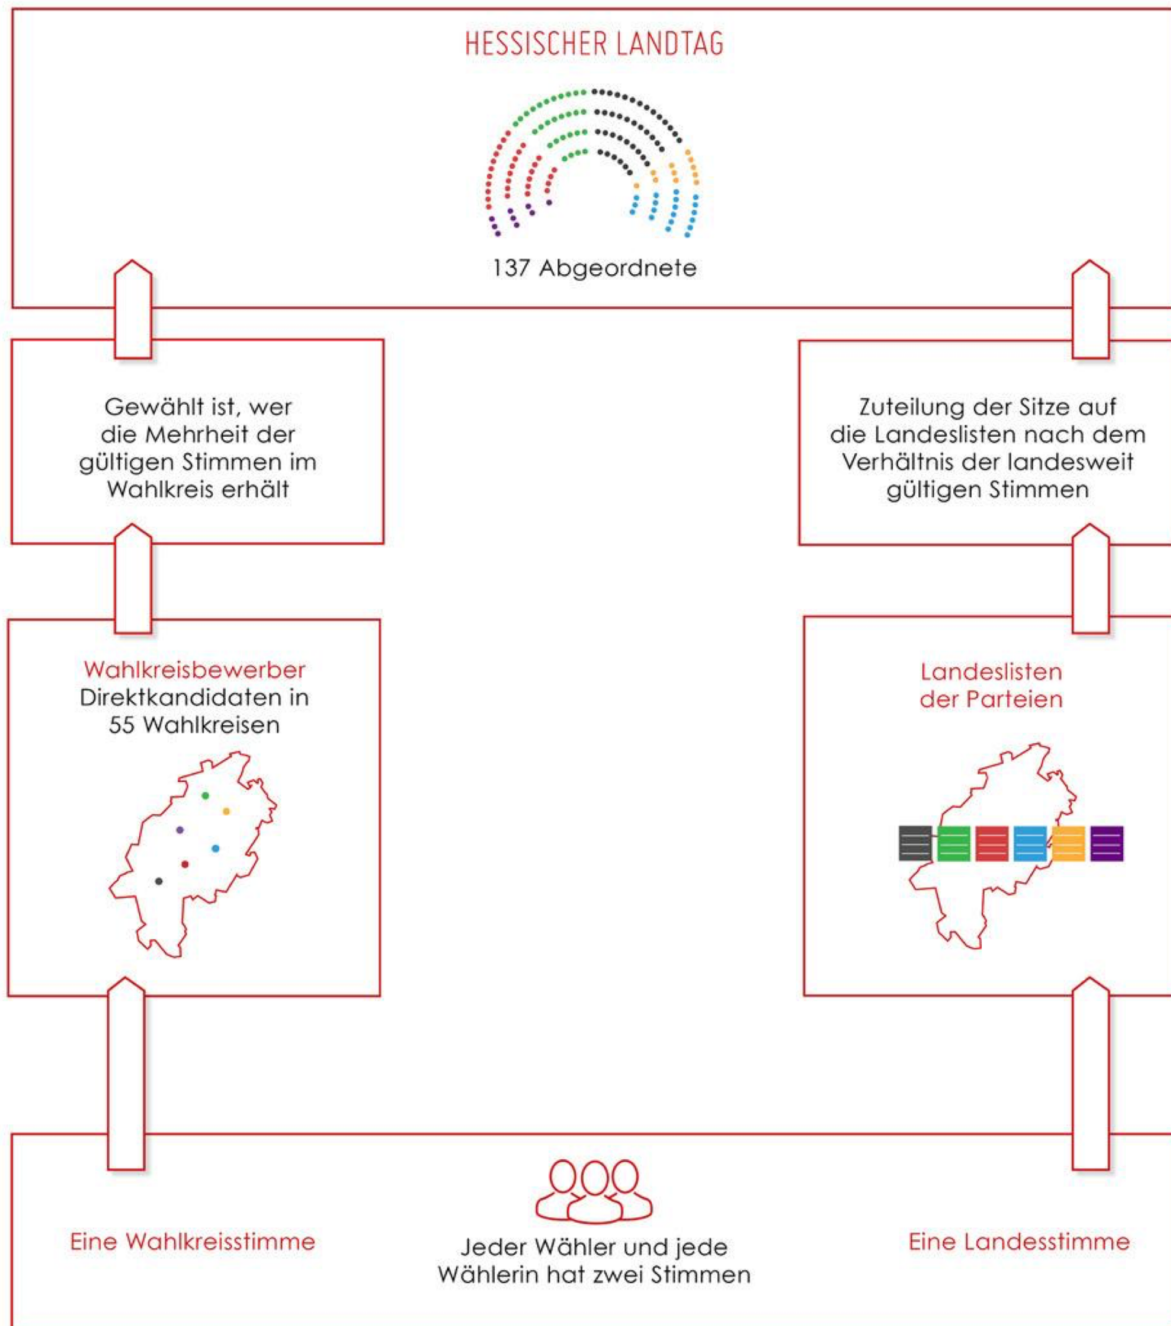 HESSISCHER LANDTAG
137 Abgeordnete
Gewählt ist, wer
die Mehrheit der
gültigen Stimmen im
Wahlkreis erhält
Zuteilung der Sitze auf
die Landeslisten nach dem
Verhältnis der landesweit
gültigen Stimmen
Wahlkreisbewerber
Direktkandidaten in
55 Wahlkreisen
Landeslisten
der Parteien
Eine Wahlkreisstimme
Jeder Wähler und jede
Wählerin hat zwei Stimmen
Eine Landesstimme